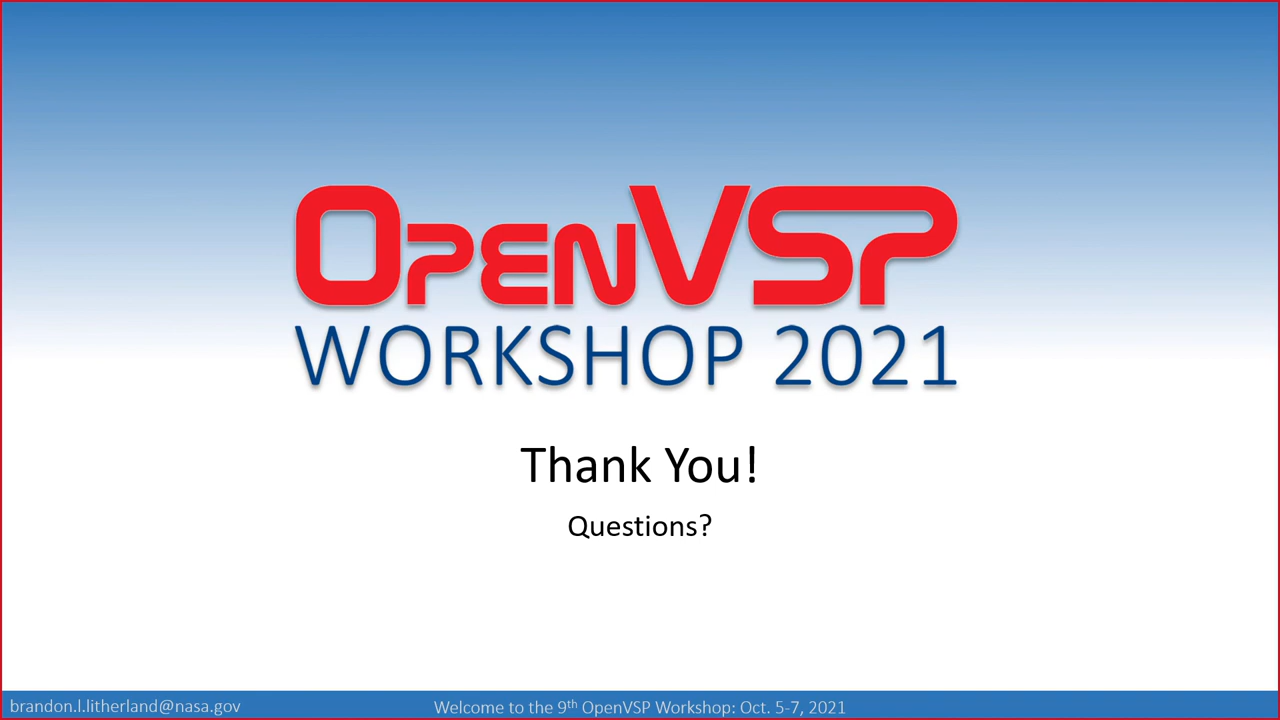 OpenVSP
WORKSHOP 2021
Thank You!
Questions?
brandon.l.litherland@nasa.gov
Welcome to the 9th OpenVSP Workshop: Oct. 5-7, 2021